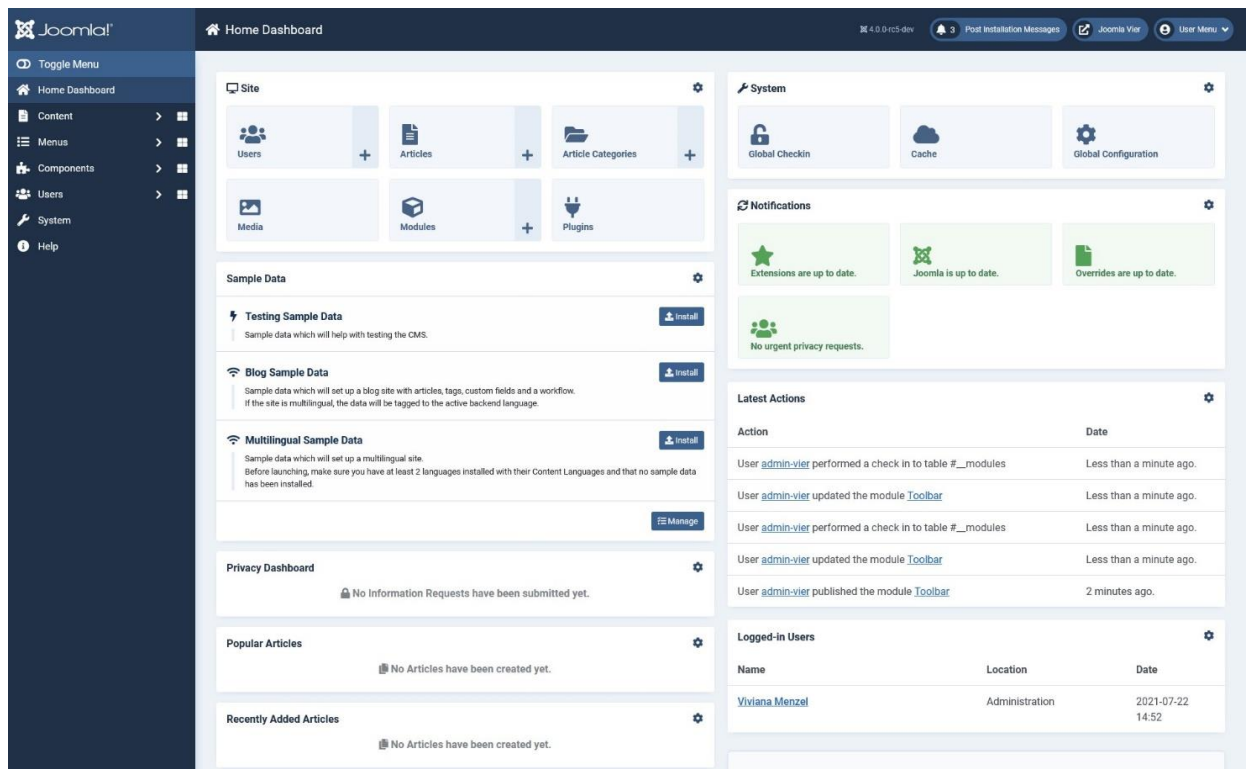 Joomla!
Home Dashboard
4.0.0-rc5-dev
3 Post Installation Messages
Joomla Vier
User Menu
Toggle Menu
Home Dashboard
Content
Menus
Components
Users
System
Help
Site
Users
Articles
Article Categories
Media
Modules
Plugins
Sample Data
Testing Sample Data
Install
Sample data which will help with testing the CMS.
Blog Sample Data
Install
Sample data which will set up a blog site with articles, tags, custom fields and a workflow.
If the site is multilingual, the data will be tagged to the active backend language.
Multilingual Sample Data
Install
Sample data which will set up a multilingual site.
Before launching, make sure you have at least 2 languages installed with their Content Languages and that no sample data
has been installed.
Manage
Privacy Dashboard
No Information Requests have been submitted yet.
Popular Articles
No Articles have been created yet.
Recently Added Articles
No Articles have been created yet.
System
Global Checkin
Cache
Global Configuration
Notifications
Extensions are up to date.
Joomla is up to date.
Overrides are up to date.
No urgent privacy requests.
Latest Actions
Action Date
User admin-vier performed a check in to table #__modules Less than a minute ago.
User admin-vier updated the module Toolbar Less than a minute ago.
User admin-vier performed a check in to table #__modules Less than a minute ago.
User admin-vier updated the module Toolbar Less than a minute ago.
User admin-vier published the module Toolbar 2 minutes ago.
Logged-in Users
Name Location Date
Viviana Menzel Administration 2021-07-22
14:52